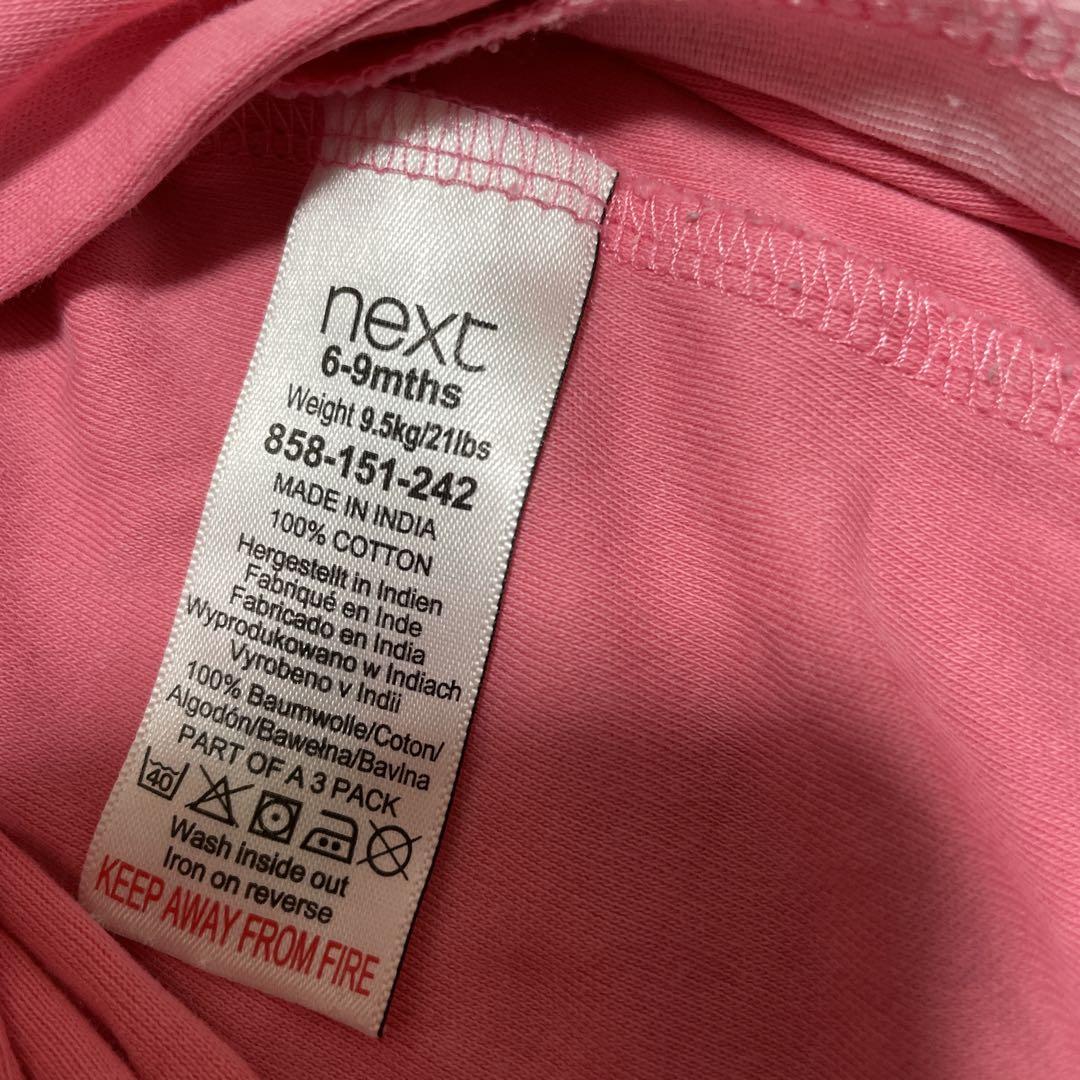 next
6-9mths
Weight 9.5kg/21lbs
858-151-242
MADE IN INDIA
100% COTTON
Hergestellt in Indien
Fabriqué en Inde
Fabricado en India
Wyprodukowano w Indiach
Vyrobeno v Indii
100% Baumwolle/Coton/
Algodón/Bawełna/Bavlna
PART OF A 3 PACK
40
Wash inside out
Iron on reverse
KEEP AWAY FROM FIRE